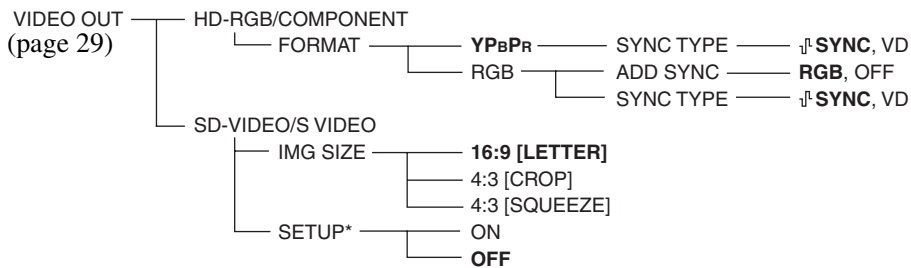 VIDEO OUT HD-RGB/COMPONENT
(page 29) FORMAT YPBPR SYNC TYPE SYNC, VD
RGB ADD SYNC RGB, OFF
SYNC TYPE SYNC, VD
SD-VIDEO/S VIDEO
IMG SIZE 16:9 [LETTER]
4:3 [CROP]
4:3 [SQUEEZE]
SETUP* ON
OFF